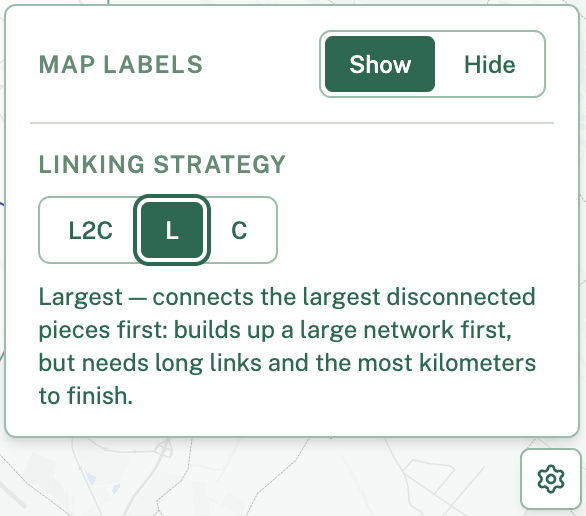 MAP LABELS
Show
Hide
LINKING STRATEGY
L2C
L
C
Largest — connects the largest disconnected
pieces first: builds up a large network first,
but needs long links and the most kilometers
to finish.